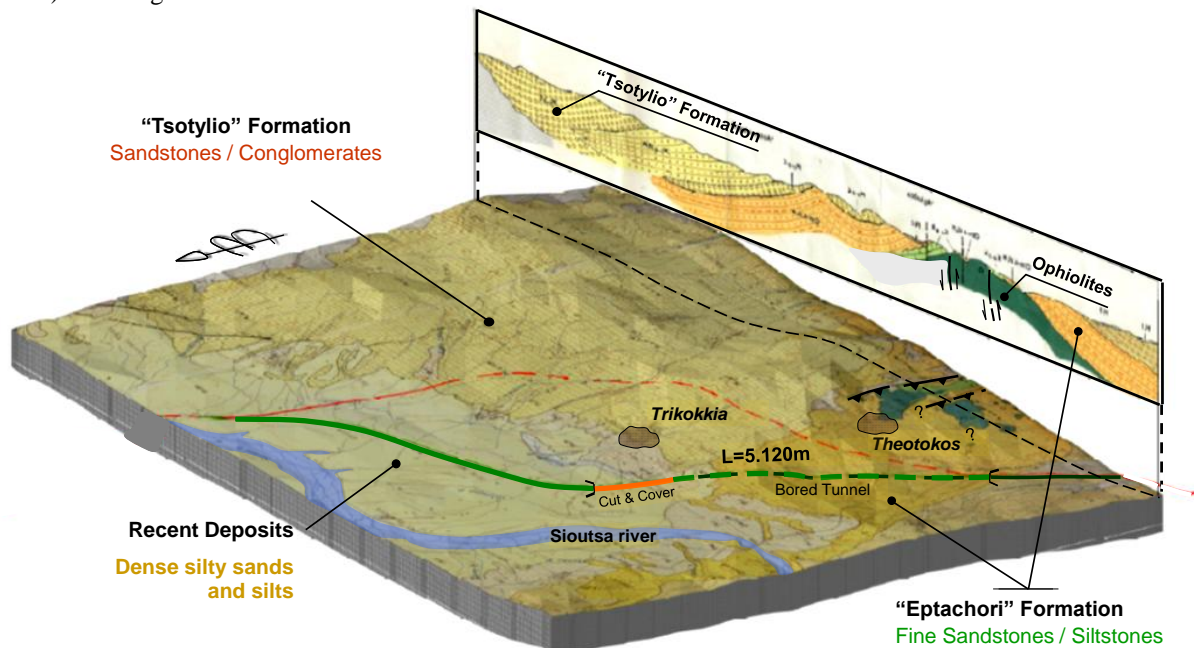 "Tsotylio" Formation
"Tsotylio" Formation
Sandstones / Conglomerates
Ophiolites
Trikokkia
Theotokos
?
?
L=5.120m
Cut & Cover
Bored Tunnel
Recent Deposits
Sioutsa river
Dense silty sands
and silts
"Eptachori" Formation
Fine Sandstones / Siltstones